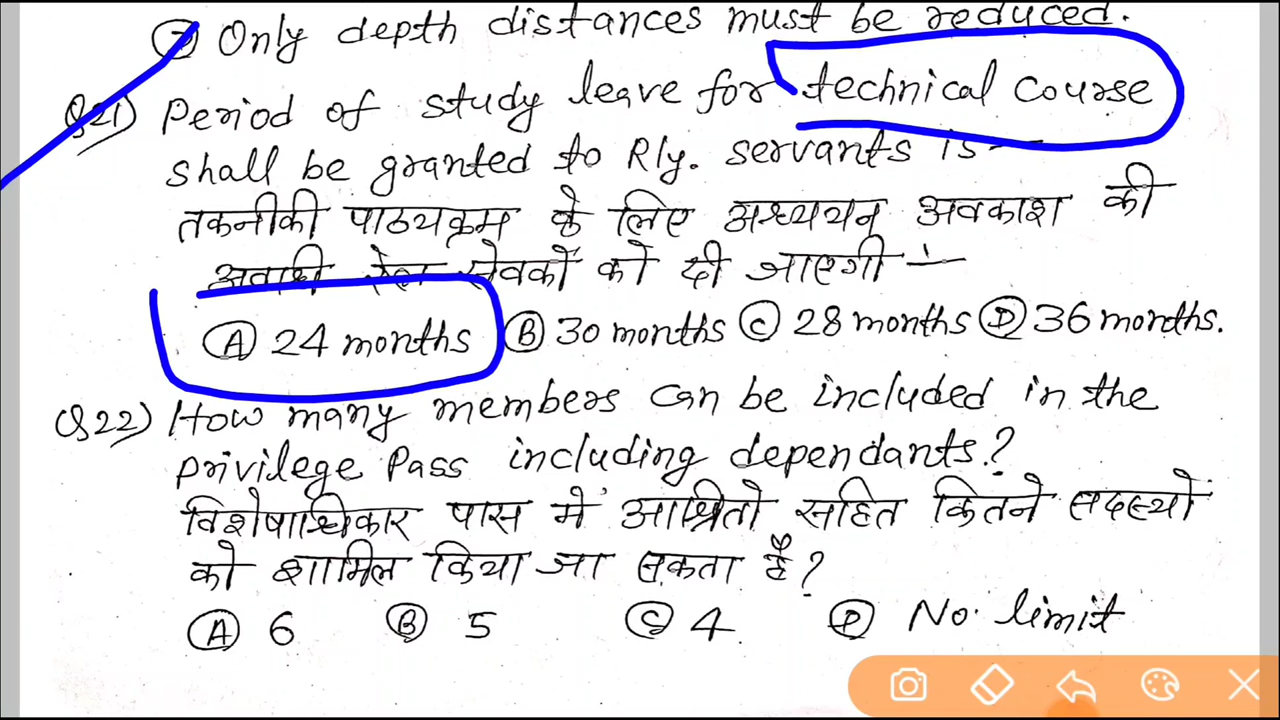 (D) Only depth distances must be reduced.
Q21) Period of study leave for technical course
shall be granted to Rly. servants is —
तकनीकी पाठयक्रम के लिए अध्ययन अवकाश की
अवाधी रेल सेवकों को दी जाएगी –
(A) 24 months (B) 30 months (C) 28 months (D) 36 months.
Q22) How many members can be included in the
privilege Pass including dependants.?
विशेषाधिकार पास में आश्रितो सहित कितने सदस्यो
को शामिल किया जा सकता है?
(A) 6 (B) 5 (C) 4 (D) No. limit